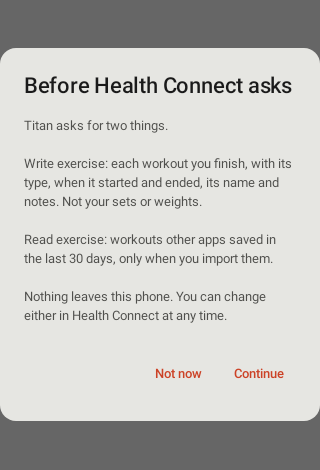 Before Health Connect asks
Titan asks for two things.
Write exercise: each workout you finish, with its
type, when it started and ended, its name and
notes. Not your sets or weights.
Read exercise: workouts other apps saved in
the last 30 days, only when you import them.
Nothing leaves this phone. You can change
either in Health Connect at any time.
Not now
Continue